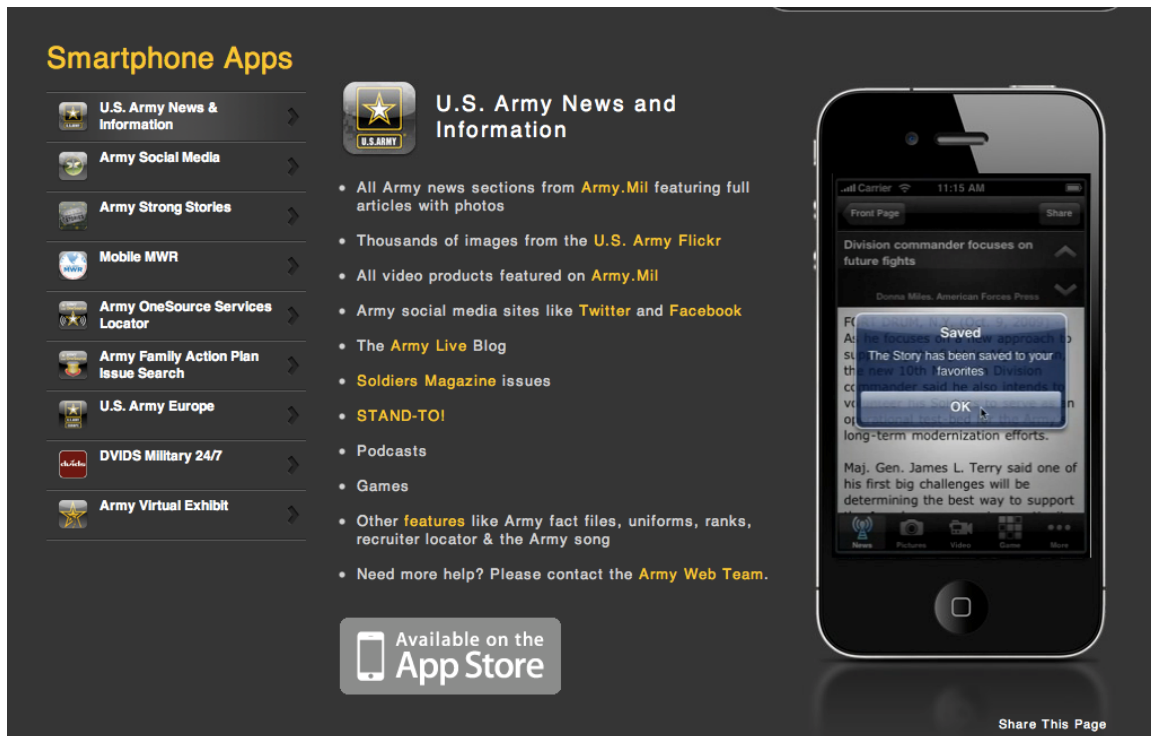 Smartphone Apps
U.S. Army News &
Information
Army Social Media
Army Strong Stories
Mobile MWR
MWR
Army OneSource Services
Locator
Army Family Action Plan
Issue Search
U.S. Army Europe
DVIDS Military 24/7
dvids
Army Virtual Exhibit
U.S.ARMY
U.S. Army News and
Information
• All Army news sections from Army.Mil featuring full
articles with photos
• Thousands of images from the U.S. Army Flickr
• All video products featured on Army.Mil
• Army social media sites like Twitter and Facebook
• The Army Live Blog
• Soldiers Magazine issues
• STAND-TO!
• Podcasts
• Games
• Other features like Army fact files, uniforms, ranks,
recruiter locator & the Army song
• Need more help? Please contact the Army Web Team.
Available on the
App Store
Carrier 11:15 AM
Front Page Share
Division commander focuses on
future fights
Donna Miles, American Forces Press
Saved
The Story has been saved to your
favorites
OK
long-term modernization efforts.
Maj. Gen. James L. Terry said one of
his first big challenges will be
determining the best way to support
News Pictures Video Game More
Share This Page